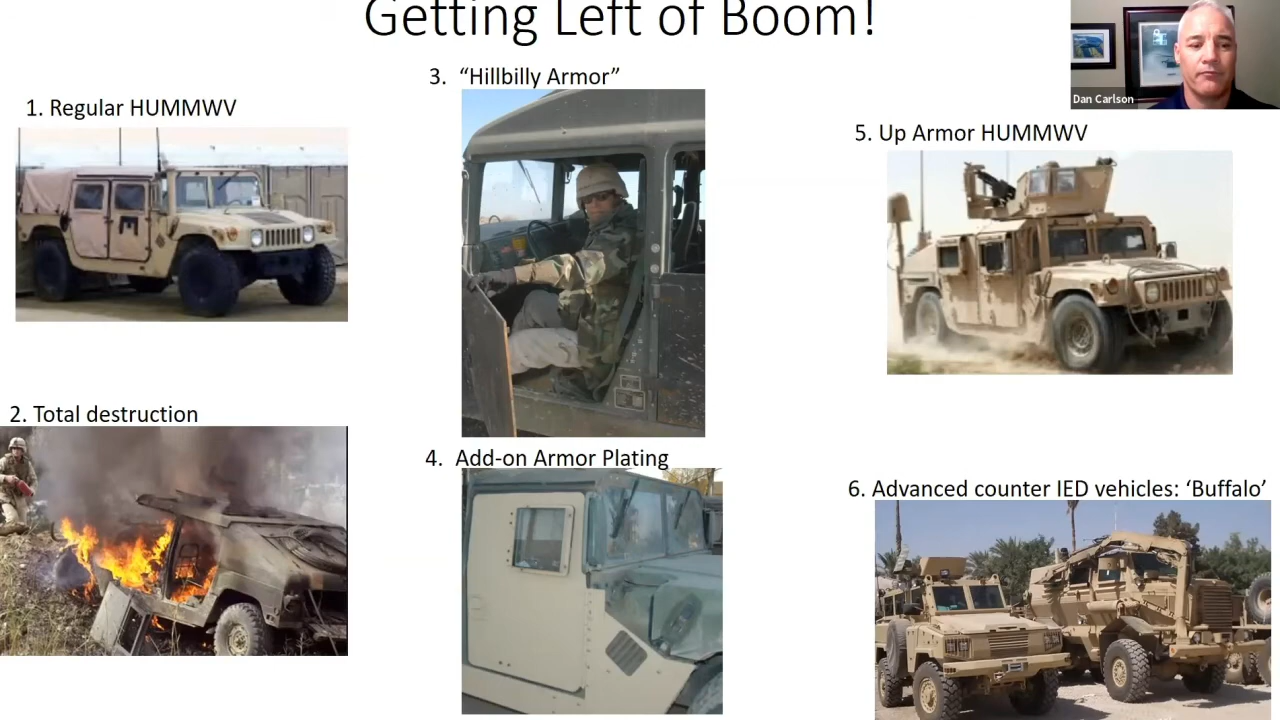 Getting Left of Boom!
Dan Carlson
1. Regular HUMMWV
2. Total destruction
3. “Hillbilly Armor”
4. Add-on Armor Plating
5. Up Armor HUMMWV
6. Advanced counter IED vehicles: ‘Buffalo’